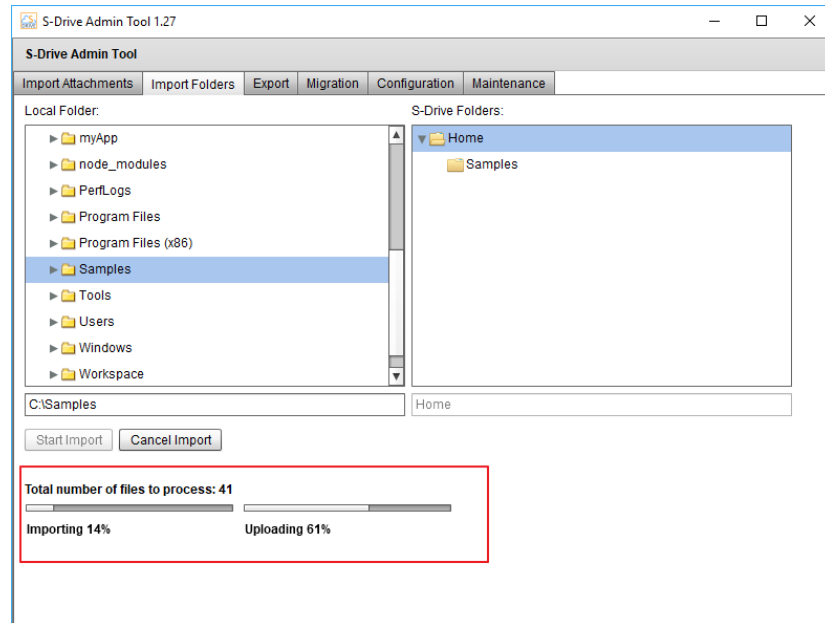 S-Drive Admin Tool 1.27
S-Drive Admin Tool
Import Attachments Import Folders Export Migration Configuration Maintenance
Local Folder: S-Drive Folders:
myApp
node_modules
PerfLogs
Program Files
Program Files (x86)
Samples
Tools
Users
Windows
Workspace
Home
Samples
C:\Samples
Home
Start Import Cancel Import
Total number of files to process: 41
Importing 14% Uploading 61%